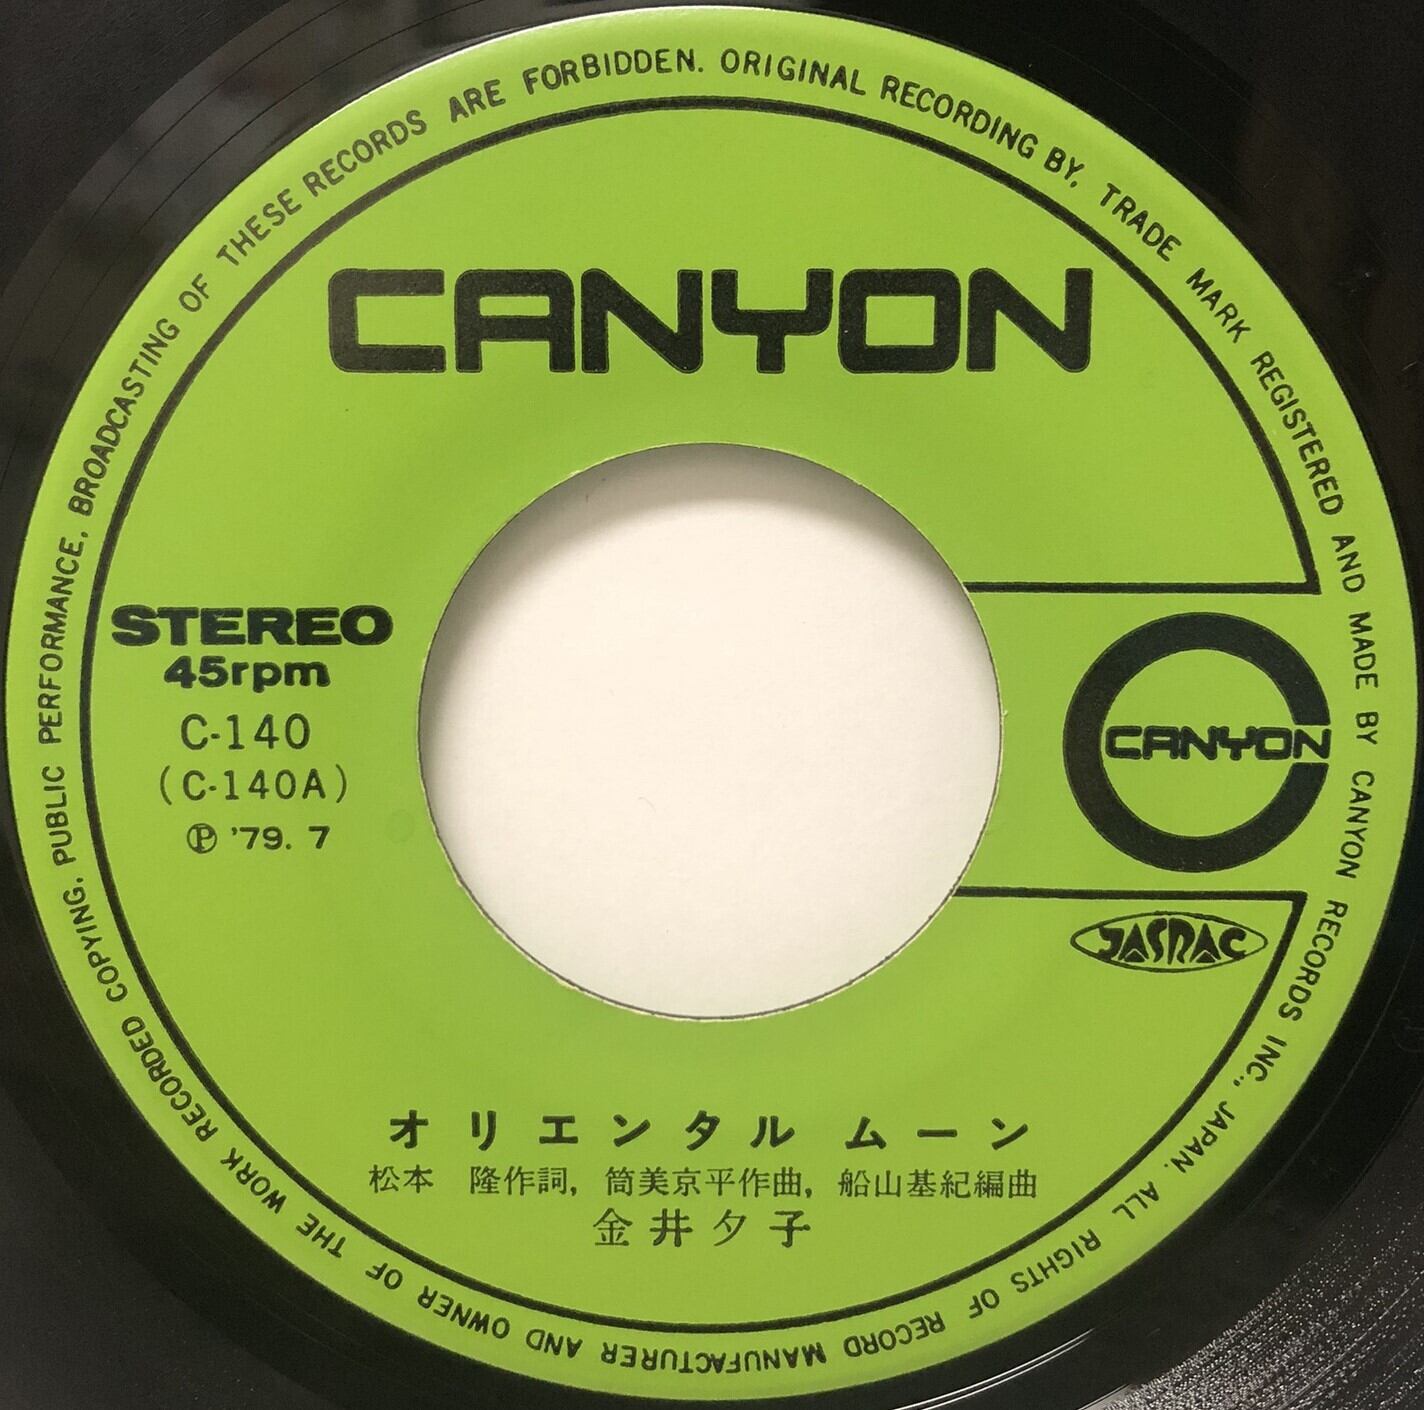 ORIGINAL RECORDING BY, TRADE MARK REGISTERED AND MADE BY CANYON RECORDS INC., JAPAN. ALL RIGHTS OF RECORD MANUFACTURER AND OWNER OF THE WORK RECORDED COPYING, PUBLIC PERFORMANCE, BROADCASTING OF THESE RECORDS ARE FORBIDDEN.
CANYON
STEREO
45rpm
C-140
(C-140A)
Ⓟ '79. 7
CANYON
JASRAC
オリエンタル ムーン
松本 隆作詞, 筒美京平作曲, 船山基紀編曲
金井夕子